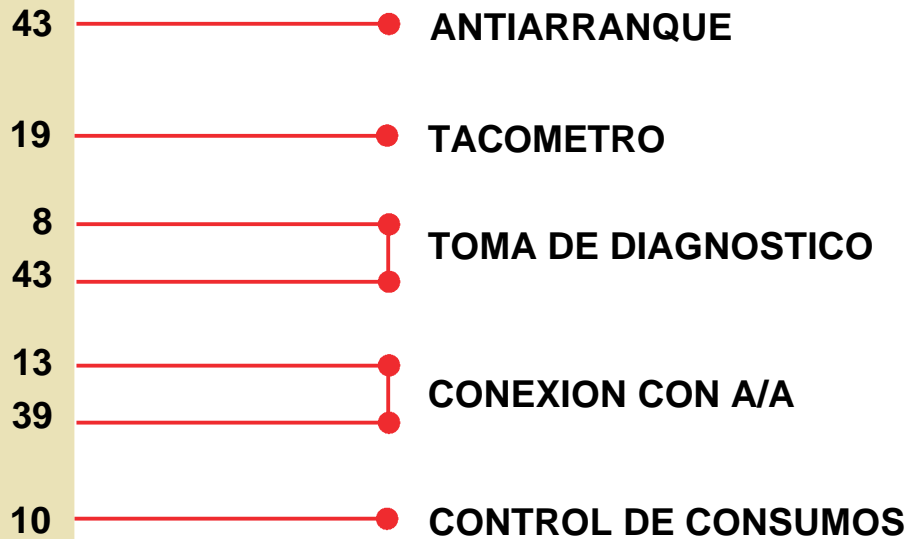 43 ANTIARRANQUE
19 TACOMETRO
8
TOMA DE DIAGNOSTICO
43
13
CONEXION CON A/A
39
10 CONTROL DE CONSUMOS